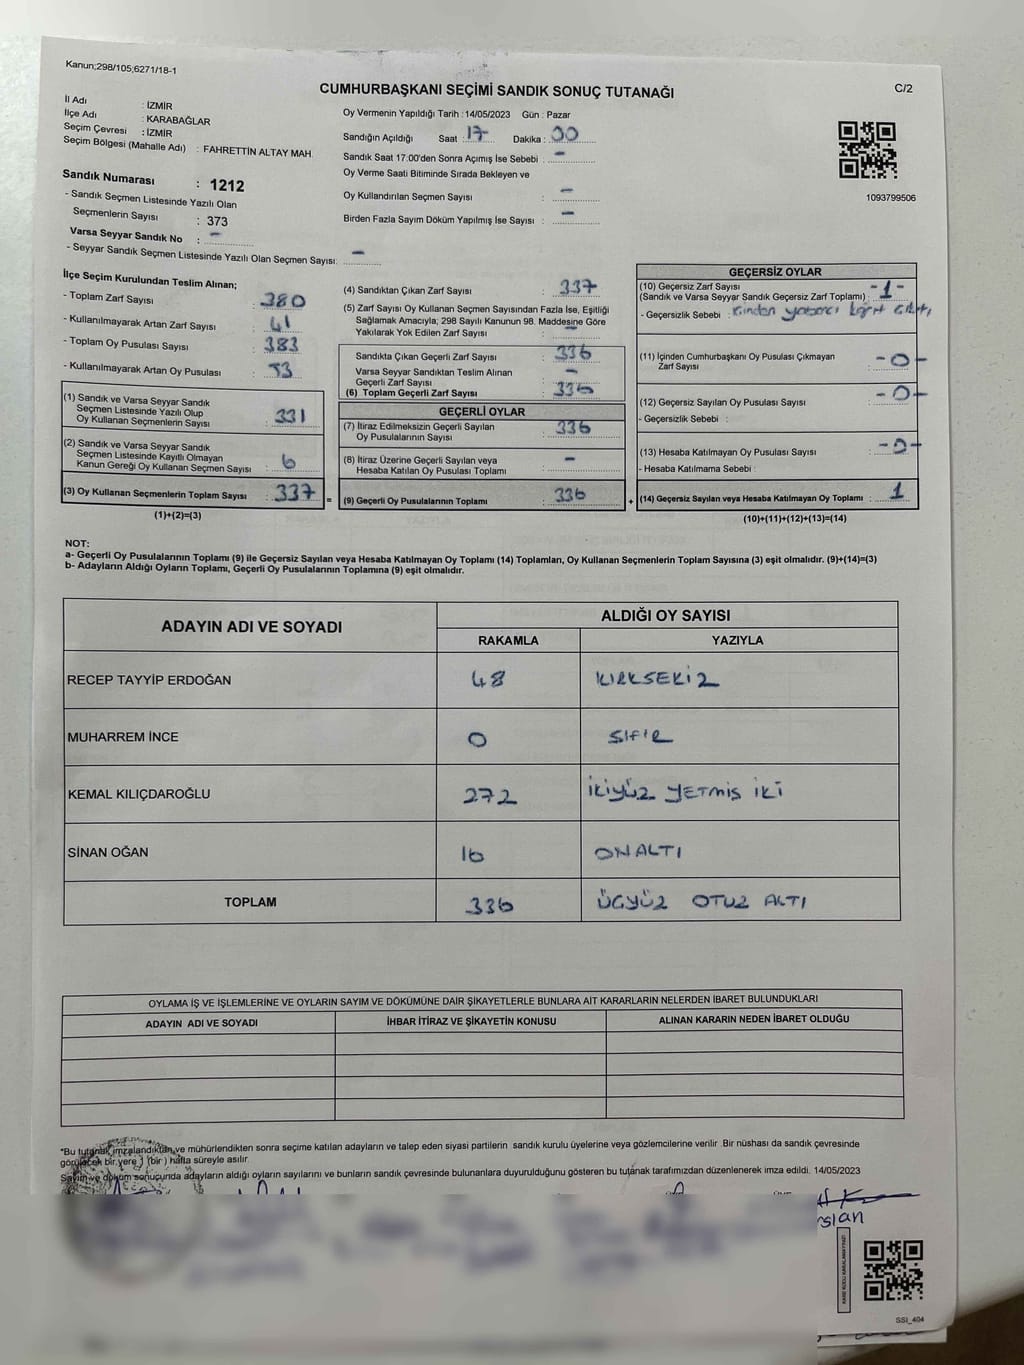 Kanun;298/105;6271/18-1
CUMHURBAŞKANI SEÇİMİ SANDIK SONUÇ TUTANAĞI
C/2
İl Adı : İZMİR
İlçe Adı : KARABAĞLAR
Seçim Çevresi : İZMİR
Seçim Bölgesi (Mahalle Adı) : FAHRETTİN ALTAY MAH.
Sandık Numarası : 1212
- Sandık Seçmen Listesinde Yazılı Olan
Seçmenlerin Sayısı : 373
Varsa Seyyar Sandık No : -
- Seyyar Sandık Seçmen Listesinde Yazılı Olan Seçmen Sayısı: -
Oy Vermenin Yapıldığı Tarih : 14/05/2023 Gün : Pazar
Sandığın Açıldığı Saat : 17 Dakika : 00
Sandık Saat 17:00'den Sonra Açımış İse Sebebi : -
Oy Verme Saati Bitiminde Sırada Bekleyen ve
Oy Kullandırılan Seçmen Sayısı : -
Birden Fazla Sayım Döküm Yapılmış İse Sayısı : -
1093799506
İlçe Seçim Kurulundan Teslim Alınan;
- Toplam Zarf Sayısı : 380
- Kullanılmayarak Artan Zarf Sayısı : 41
- Toplam Oy Pusulası Sayısı : 383
- Kullanılmayarak Artan Oy Pusulası : 53
(1) Sandık ve Varsa Seyyar Sandık
Seçmen Listesinde Yazılı Olup
Oy Kullanan Seçmenlerin Sayısı : 331
(2) Sandık ve Varsa Seyyar Sandık
Seçmen Listesinde Kayıtlı Olmayan
Kanun Gereği Oy Kullanan Seçmen Sayısı : 6
(3) Oy Kullanan Seçmenlerin Toplam Sayısı : 337 =
(1)+(2)=(3)
(4) Sandıktan Çıkan Zarf Sayısı : 337
(5) Zarf Sayısı Oy Kullanan Seçmen Sayısından Fazla İse, Eşitliği
Sağlamak Amacıyla; 298 Sayılı Kanunun 98. Maddesine Göre
Yakılarak Yok Edilen Zarf Sayısı : -
Sandıkta Çıkan Geçerli Zarf Sayısı : 336
Varsa Seyyar Sandıktan Teslim Alınan
Geçerli Zarf Sayısı : -
(6) Toplam Geçerli Zarf Sayısı : 336
GEÇERLİ OYLAR
(7) İtiraz Edilmeksizin Geçerli Sayılan
Oy Pusulalarının Sayısı : 336
(8) İtiraz Üzerine Geçerli Sayılan veya
Hesaba Katılan Oy Pusulası Toplamı : -
(9) Geçerli Oy Pusulalarının Toplamı : 336 +
GEÇERSİZ OYLAR
(10) Geçersiz Zarf Sayısı
(Sandık ve Varsa Seyyar Sandık Geçersiz Zarf Toplamı) : -1-
- Geçersizlik Sebebi : yabancı
(11) İçinden Cumhurbaşkanı Oy Pusulası Çıkmayan
Zarf Sayısı : -0-
(12) Geçersiz Sayılan Oy Pusulası Sayısı : -0-
- Geçersizlik Sebebi :
(13) Hesaba Katılmayan Oy Pusulası Sayısı : -0-
- Hesaba Katılmama Sebebi :
(14) Geçersiz Sayılan veya Hesaba Katılmayan Oy Toplamı : 1
(10)+(11)+(12)+(13)=(14)
NOT:
a- Geçerli Oy Pusulalarının Toplamı (9) ile Geçersiz Sayılan veya Hesaba Katılmayan Oy Toplamı (14) Toplamları, Oy Kullanan Seçmenlerin Toplam Sayısına (3) eşit olmalıdır. (9)+(14)=(3)
b- Adayların Aldığı Oyların Toplamı, Geçerli Oy Pusulalarının Toplamına (9) eşit olmalıdır.
ADAYIN ADI VE SOYADI
ALDIĞI OY SAYISI
RAKAMLA YAZIYLA
RECEP TAYYİP ERDOĞAN 48 KIRKSEKİZ
MUHARREM İNCE 0 SIFIR
KEMAL KILIÇDAROĞLU 272 İKİYÜZ YETMİŞ İKİ
SİNAN OĞAN 16 ONALTI
TOPLAM 336 ÜÇYÜZ OTUZ ALTI
OYLAMA İŞ VE İŞLEMLERİNE VE OYLARIN SAYIM VE DÖKÜMÜNE DAİR ŞİKAYETLERLE BUNLARA AİT KARARLARIN NELERDEN İBARET BULUNDUKLARI
ADAYIN ADI VE SOYADI İHBAR İTİRAZ VE ŞİKAYETİN KONUSU ALINAN KARARIN NEDEN İBARET OLDUĞU
*Bu tutanak imzalandıktan ve mühürlendikten sonra seçime katılan adayların ve talep eden siyasi partilerin sandık kurulu üyelerine veya gözlemcilerine verilir. Bir nüshası da sandık çevresinde
görülecek bir yere 1 (bir) hafta süreyle asılır.
Sayım ve döküm sonucunda adayların aldığı oyların sayılarını ve bunların sandık çevresinde bulunanlara duyurulduğunu gösteren bu tutanak tarafımızdan düzenlenerek imza edildi. 14/05/2023
SSI_404